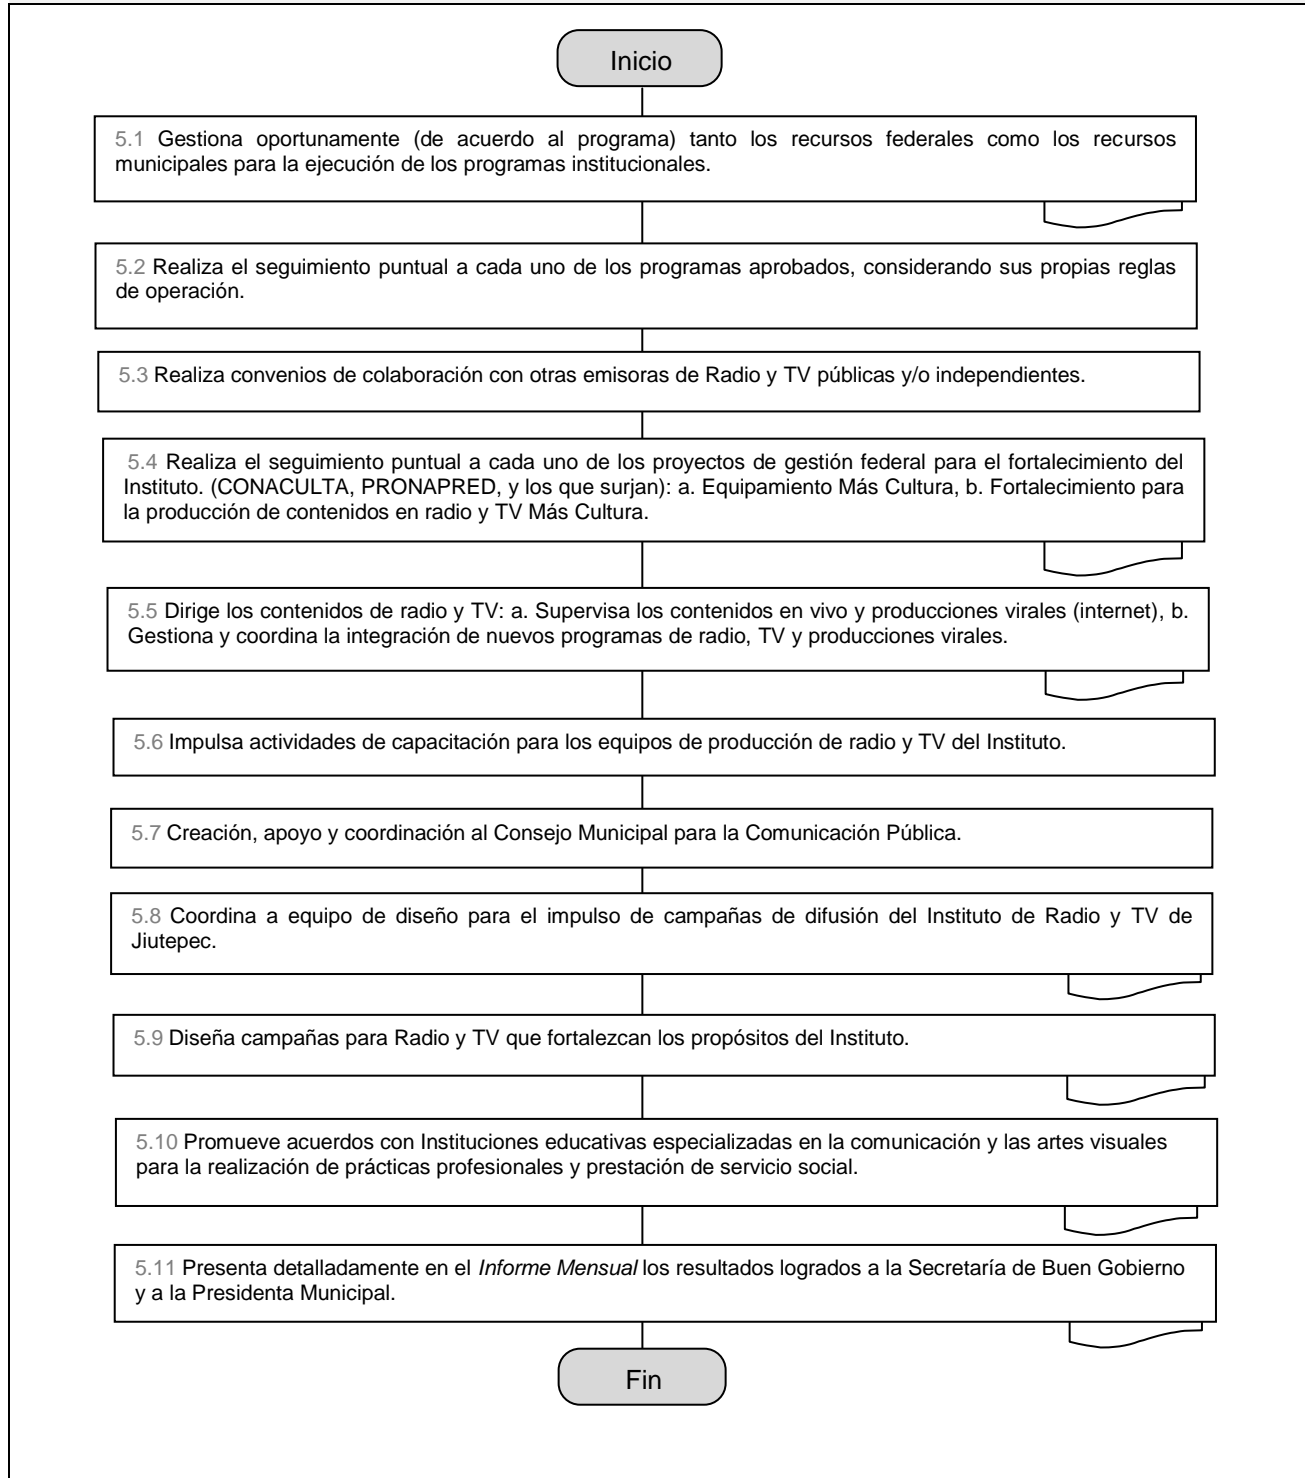 Inicio
5.1 Gestiona oportunamente (de acuerdo al programa) tanto los recursos federales como los recursos
municipales para la ejecución de los programas institucionales.
5.2 Realiza el seguimiento puntual a cada uno de los programas aprobados, considerando sus propias reglas
de operación.
5.3 Realiza convenios de colaboración con otras emisoras de Radio y TV públicas y/o independientes.
5.4 Realiza el seguimiento puntual a cada uno de los proyectos de gestión federal para el fortalecimiento del
Instituto. (CONACULTA, PRONAPRED, y los que surjan): a. Equipamiento Más Cultura, b. Fortalecimiento para
la producción de contenidos en radio y TV Más Cultura.
5.5 Dirige los contenidos de radio y TV: a. Supervisa los contenidos en vivo y producciones virales (internet), b.
Gestiona y coordina la integración de nuevos programas de radio, TV y producciones virales.
5.6 Impulsa actividades de capacitación para los equipos de producción de radio y TV del Instituto.
5.7 Creación, apoyo y coordinación al Consejo Municipal para la Comunicación Pública.
5.8 Coordina a equipo de diseño para el impulso de campañas de difusión del Instituto de Radio y TV de
Jiutepec.
5.9 Diseña campañas para Radio y TV que fortalezcan los propósitos del Instituto.
5.10 Promueve acuerdos con Instituciones educativas especializadas en la comunicación y las artes visuales
para la realización de prácticas profesionales y prestación de servicio social.
5.11 Presenta detalladamente en el Informe Mensual los resultados logrados a la Secretaría de Buen Gobierno
y a la Presidenta Municipal.
Fin